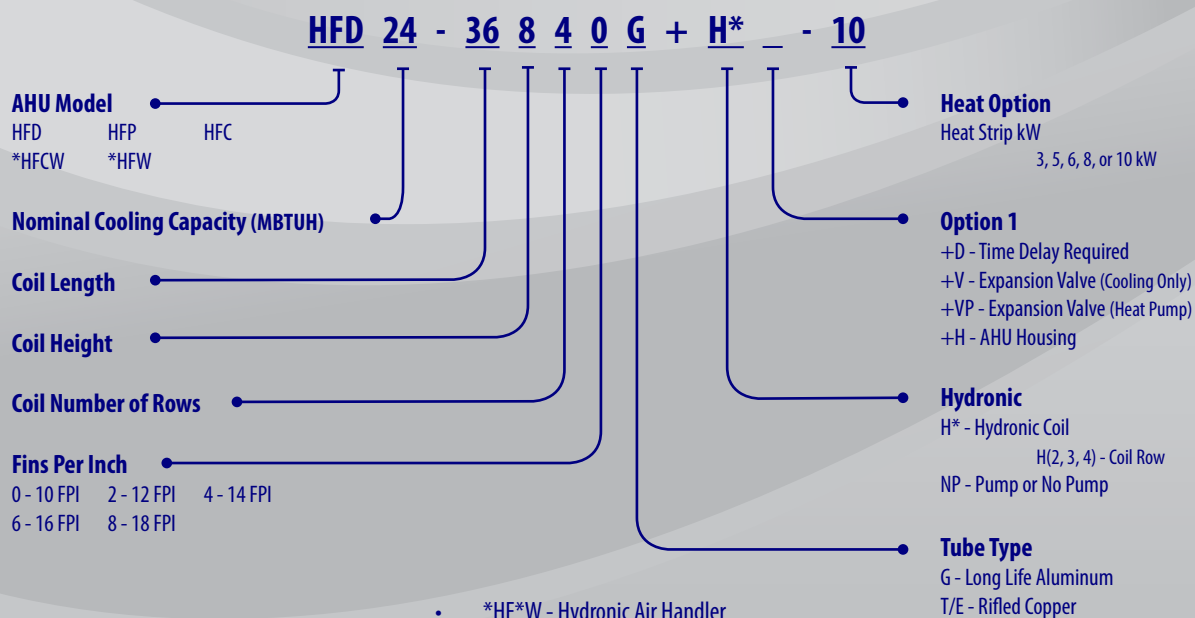 HFD 24 - 36 8 4 0 G + H* _ - 10
AHU Model
HFD HFP HFC
*HFCW *HFW
Nominal Cooling Capacity (MBTUH)
Coil Length
Coil Height
Coil Number of Rows
Fins Per Inch
0 - 10 FPI 2 - 12 FPI 4 - 14 FPI
6 - 16 FPI 8 - 18 FPI
Heat Option
Heat Strip kW
3, 5, 6, 8, or 10 kW
Option 1
+D - Time Delay Required
+V - Expansion Valve (Cooling Only)
+VP - Expansion Valve (Heat Pump)
+H - AHU Housing
Hydronic
H* - Hydronic Coil
H(2, 3, 4) - Coil Row
NP - Pump or No Pump
Tube Type
G - Long Life Aluminum
T/E - Rifled Copper
• *HF*W - Hydronic Air Handler